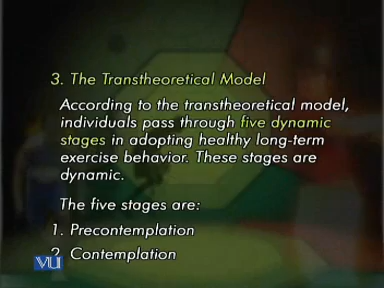 3. The Transtheoretical Model
According to the transtheoretical model,
individuals pass through five dynamic
stages in adopting healthy long-term
exercise behavior. These stages are
dynamic.
The five stages are:
1. Precontemplation
2. Contemplation
VU